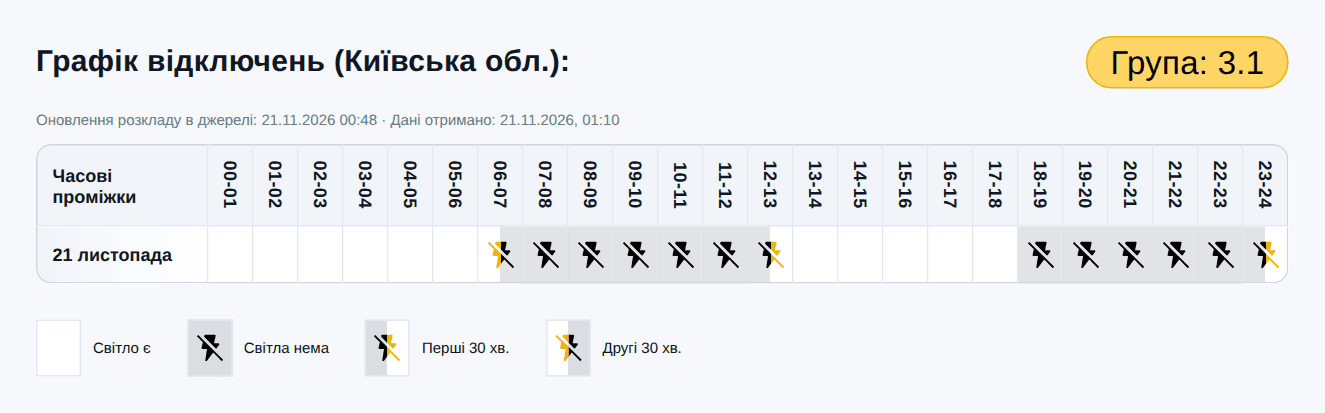 Графік відключень (Київська обл.):
Група: 3.1
Оновлення розкладу в джерелі: 21.11.2026 00:48 · Дані отримано: 21.11.2026, 01:10
Часові
проміжки
00-01 01-02 02-03 03-04 04-05 05-06 06-07 07-08 08-09 09-10 10-11 11-12 12-13 13-14 14-15 15-16 16-17 17-18 18-19 19-20 20-21 21-22 22-23 23-24
21 листопада
Світло є
Світла нема
Перші 30 хв.
Другі 30 хв.